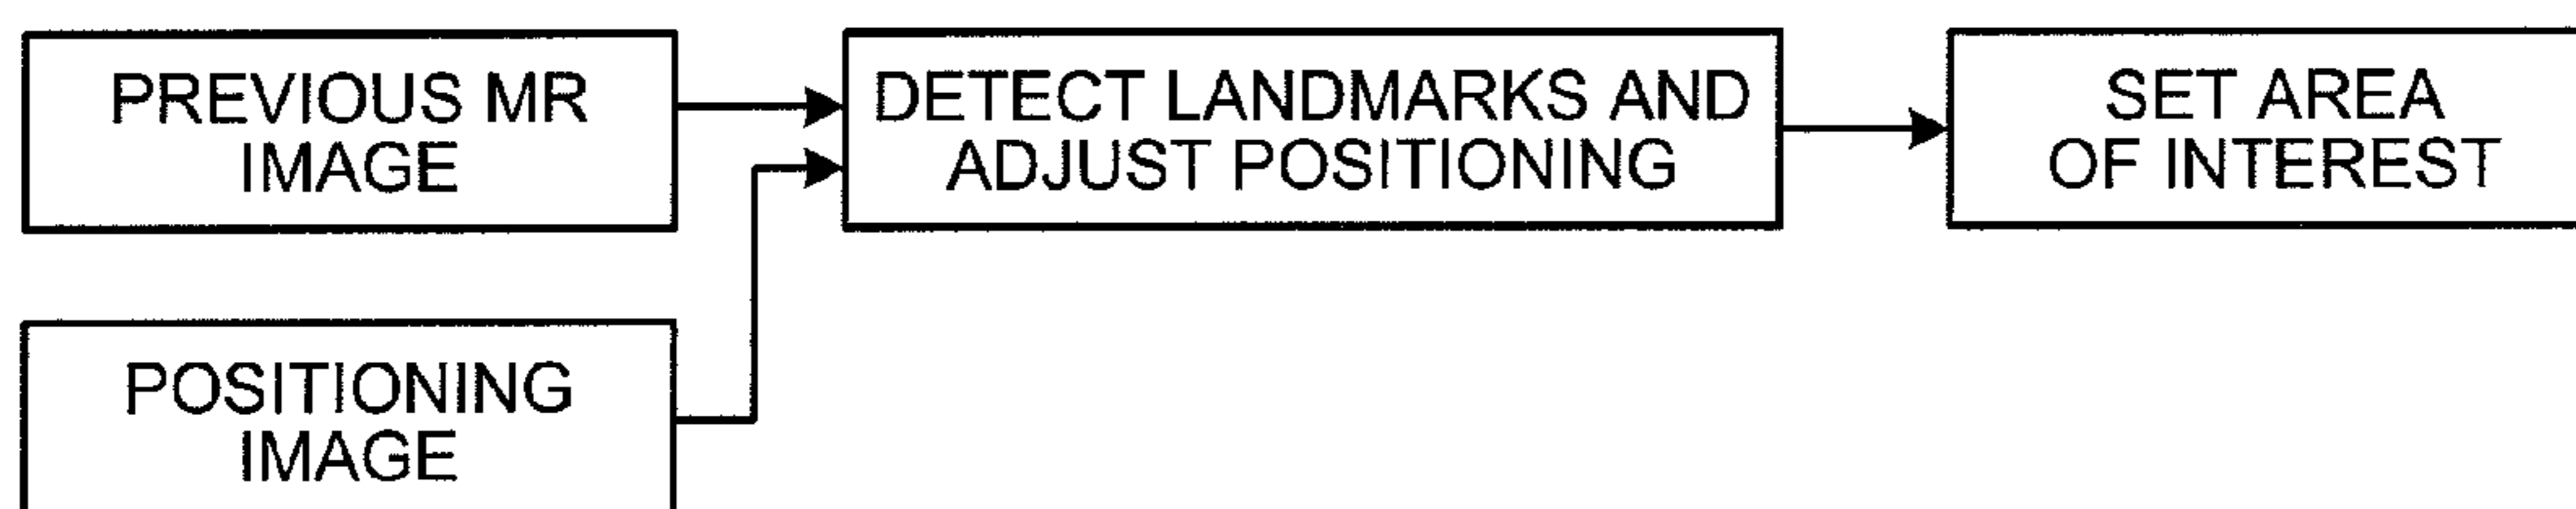 PREVIOUS MR
IMAGE
DETECT LANDMARKS AND
ADJUST POSITIONING
SET AREA
OF INTEREST
POSITIONING
IMAGE